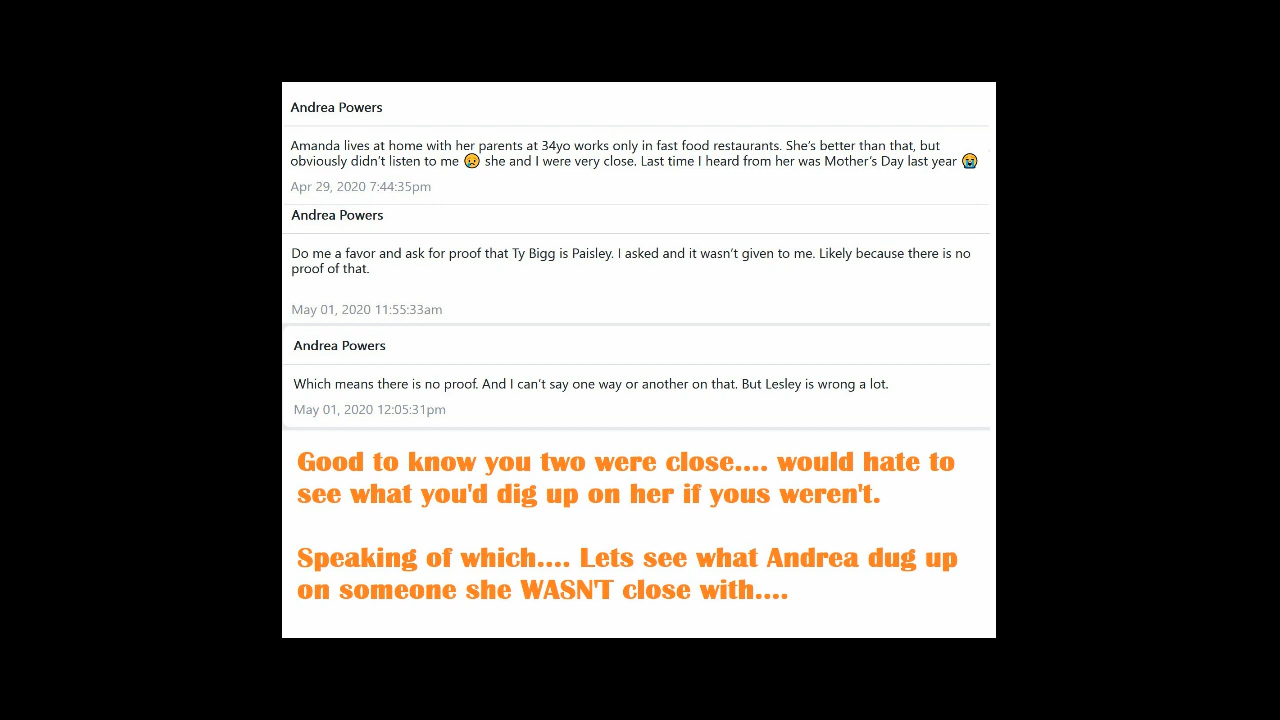 Andrea Powers
Amanda lives at home with her parents at 34yo works only in fast food restaurants. She's better than that, but
obviously didn't listen to me 😥 she and I were very close. Last time I heard from her was Mother's Day last year 😭
Apr 29, 2020 7:44:35pm
Andrea Powers
Do me a favor and ask for proof that Ty Bigg is Paisley. I asked and it wasn't given to me. Likely because there is no
proof of that.
May 01, 2020 11:55:33am
Andrea Powers
Which means there is no proof. And I can't say one way or another on that. But Lesley is wrong a lot.
May 01, 2020 12:05:31pm
Good to know you two were close.... would hate to
see what you'd dig up on her if yous weren't.
Speaking of which.... Lets see what Andrea dug up
on someone she WASN'T close with....